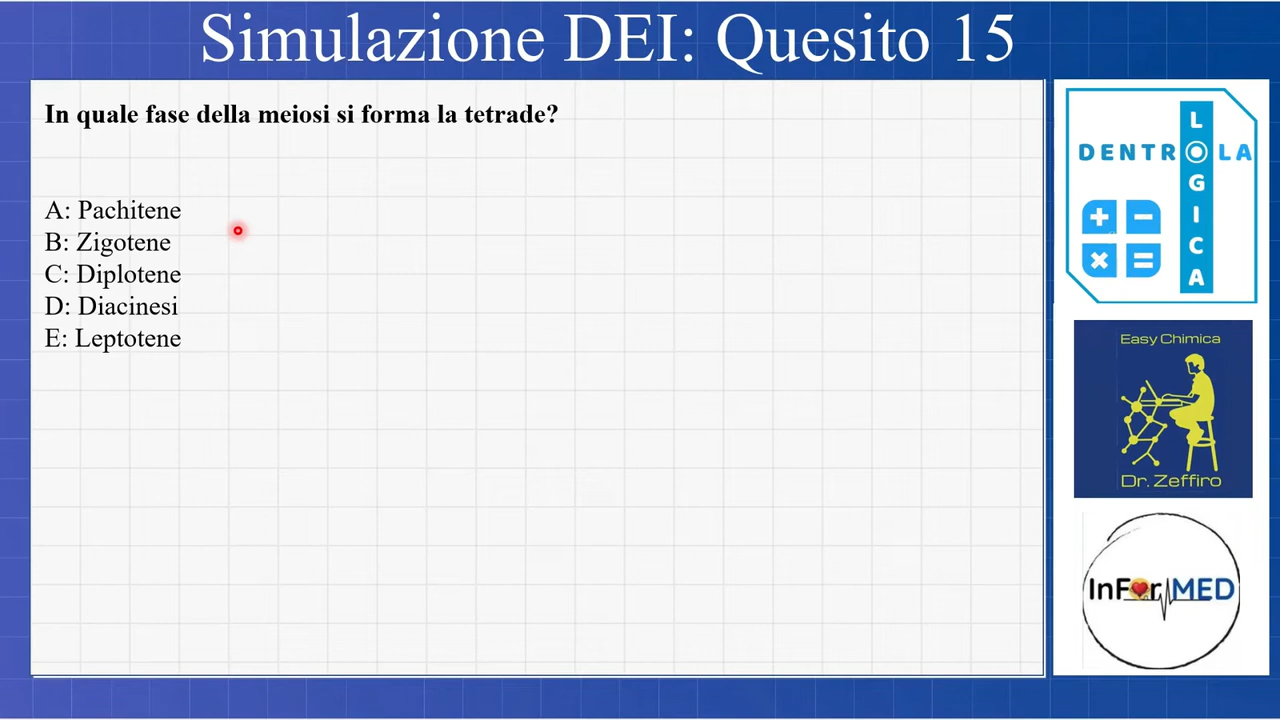 Simulazione DEI: Quesito 15
In quale fase della meiosi si forma la tetrade?
A: Pachitene
B: Zigotene
C: Diplotene
D: Diacinesi
E: Leptotene
DENTRO LA
LOGICA
Easy Chimica
Dr. Zeffiro
InForMED